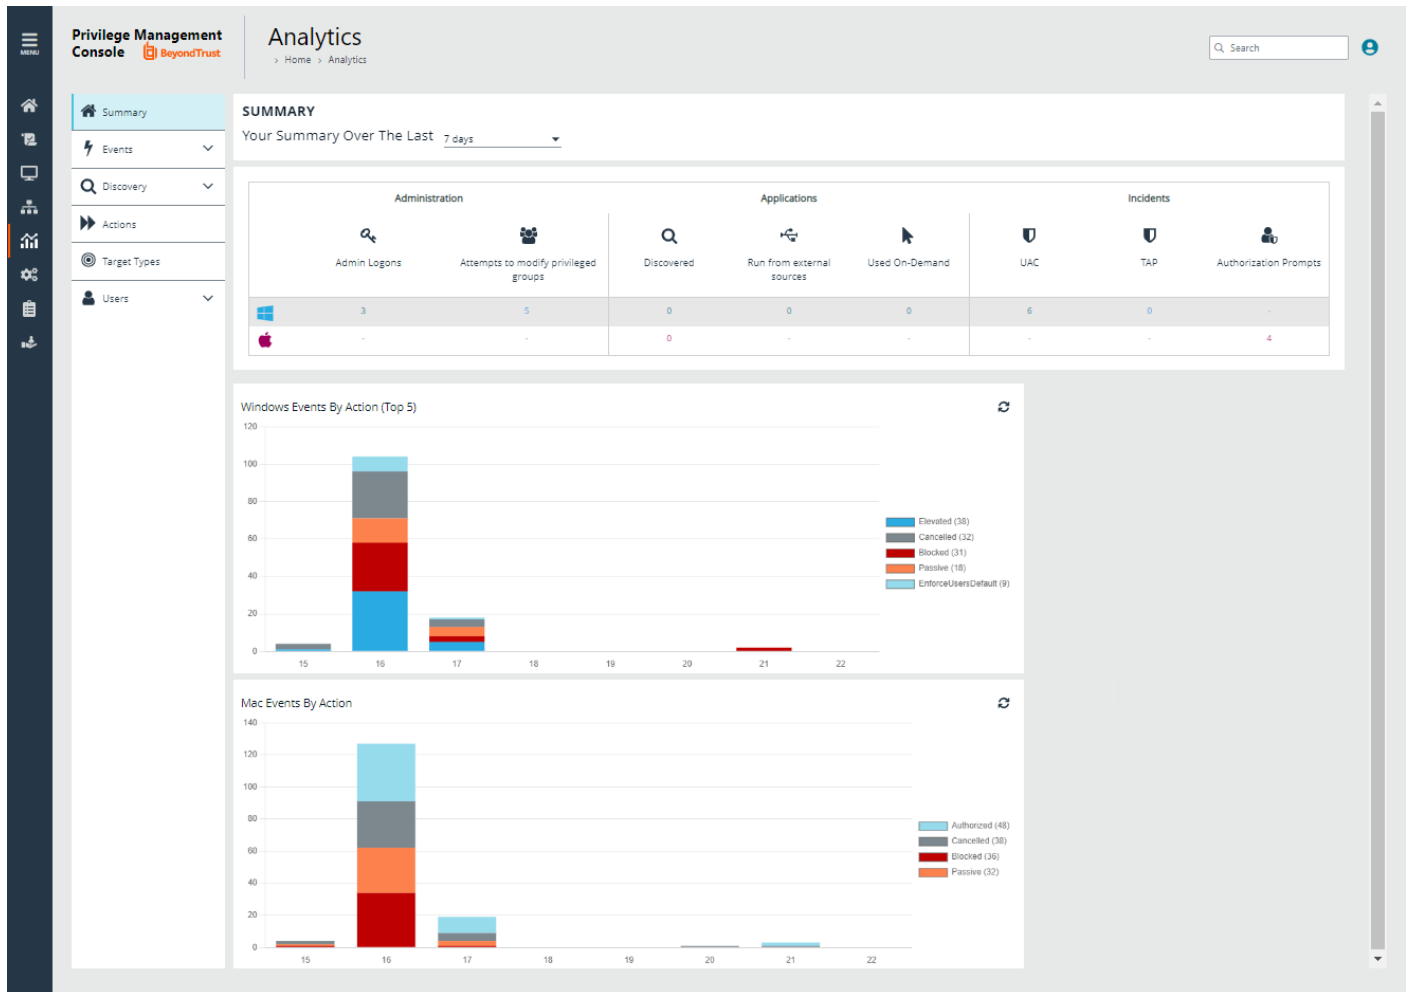 MENU
Privilege Management
Console BeyondTrust
Analytics
› Home › Analytics
Search
Summary
Events
Discovery
Actions
Target Types
Users
SUMMARY
Your Summary Over The Last 7 days
Administration Applications Incidents
Admin Logons Attempts to modify privileged groups Discovered Run from external sources Used On-Demand UAC TAP Authorization Prompts
3 5 0 0 0 6 0 -
- - 0 - - - - 4
Windows Events By Action (Top 5)
120
100
80
60
40
20
0
15 16 17 18 19 20 21 22
Elevated (38)
Cancelled (32)
Blocked (31)
Passive (18)
EnforceUsersDefault (9)
Mac Events By Action
140
120
100
80
60
40
20
0
15 16 17 18 19 20 21 22
Authorized (48)
Cancelled (38)
Blocked (36)
Passive (32)